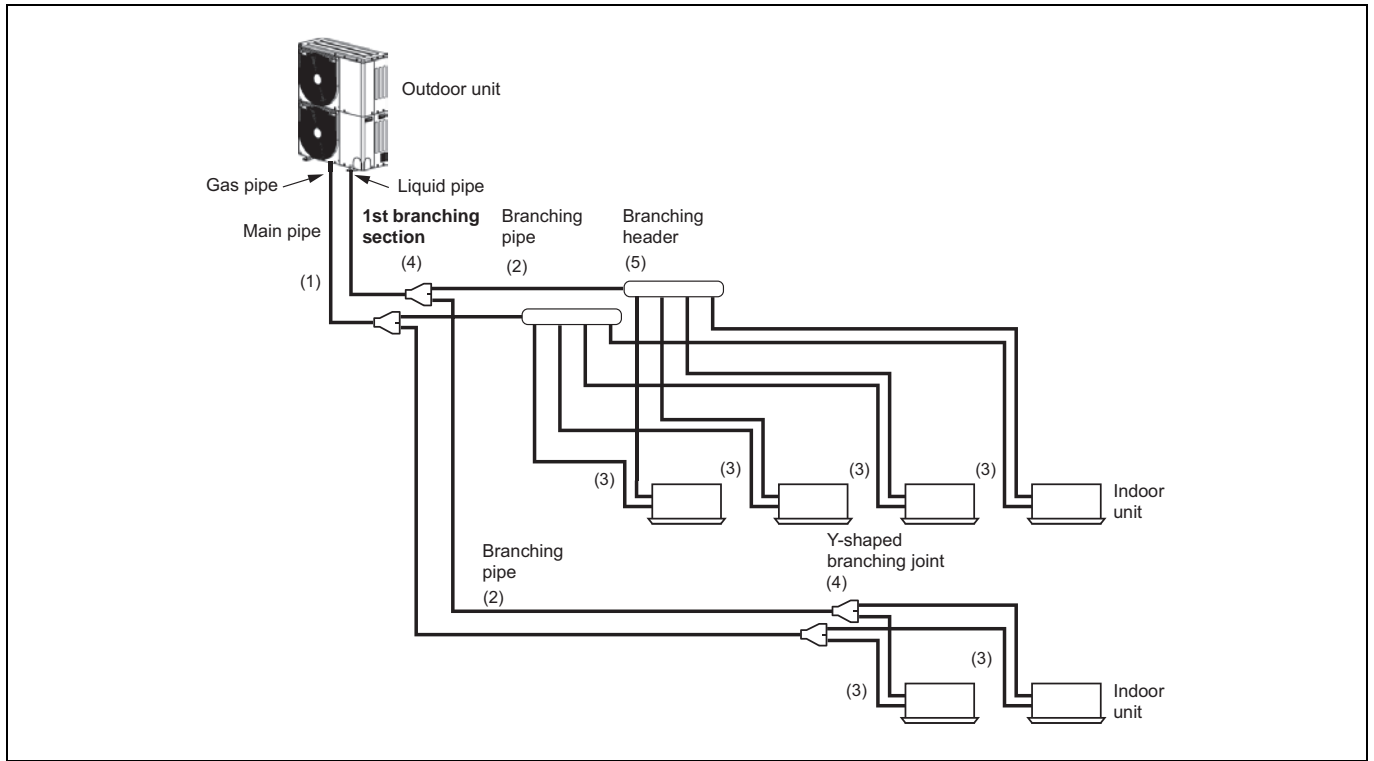 Outdoor unit
Gas pipe
Liquid pipe
Main pipe
(1)
1st branching
section
(4)
Branching
pipe
(2)
Branching
header
(5)
(3)
(3)
(3)
(3)
Indoor
unit
Branching
pipe
(2)
Y-shaped
branching joint
(4)
(3)
(3)
Indoor
unit